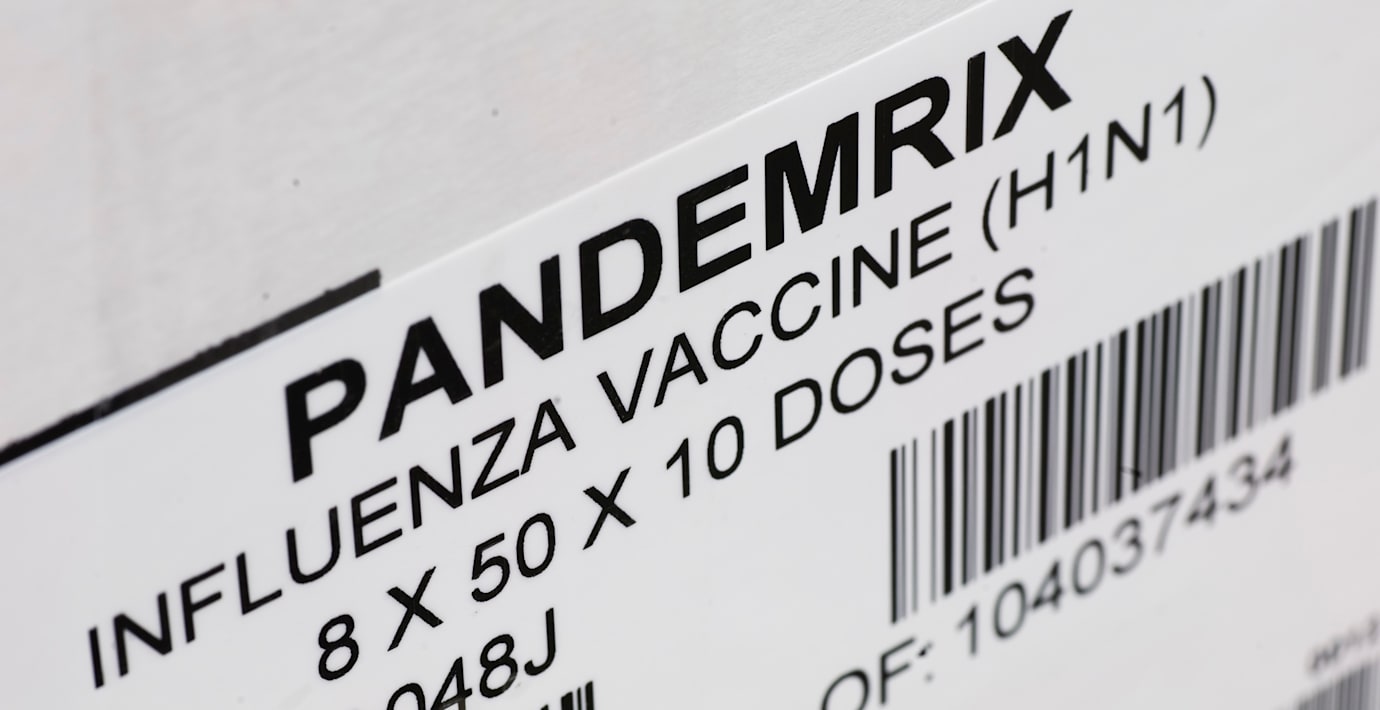 PANDEMRIX
INFLUENZA VACCINE (H1N1)
8 X 50 X 10 DOSES
048J
OF: 104037434